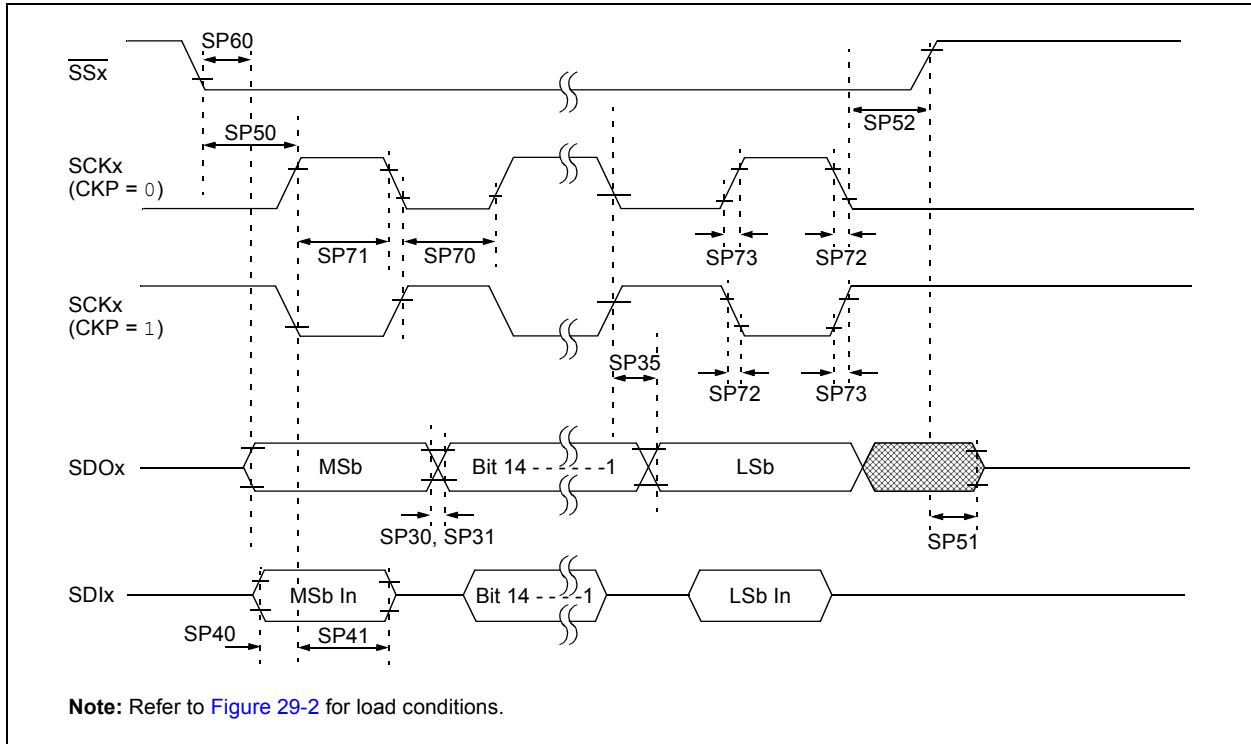 SP60
SSx
SP50
SP52
SCKx
(CKP = 0)
SP71
SP70
SP73
SP72
SCKx
(CKP = 1)
SP35
SP72
SP73
SDOx
MSb
Bit 14 - - - - - -1
LSb
SP30, SP31
SP51
SDIx
MSb In
Bit 14 - - - -1
LSb In
SP40
SP41
Note: Refer to Figure 29-2 for load conditions.